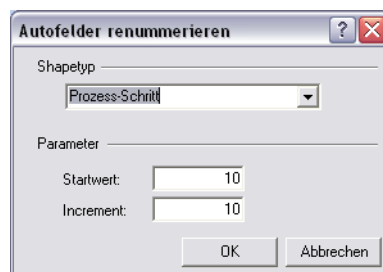 Autofelder renummerieren
Shapetyp
Prozess-Schritt
Parameter
Startwert: 10
Increment: 10
OK Abbrechen